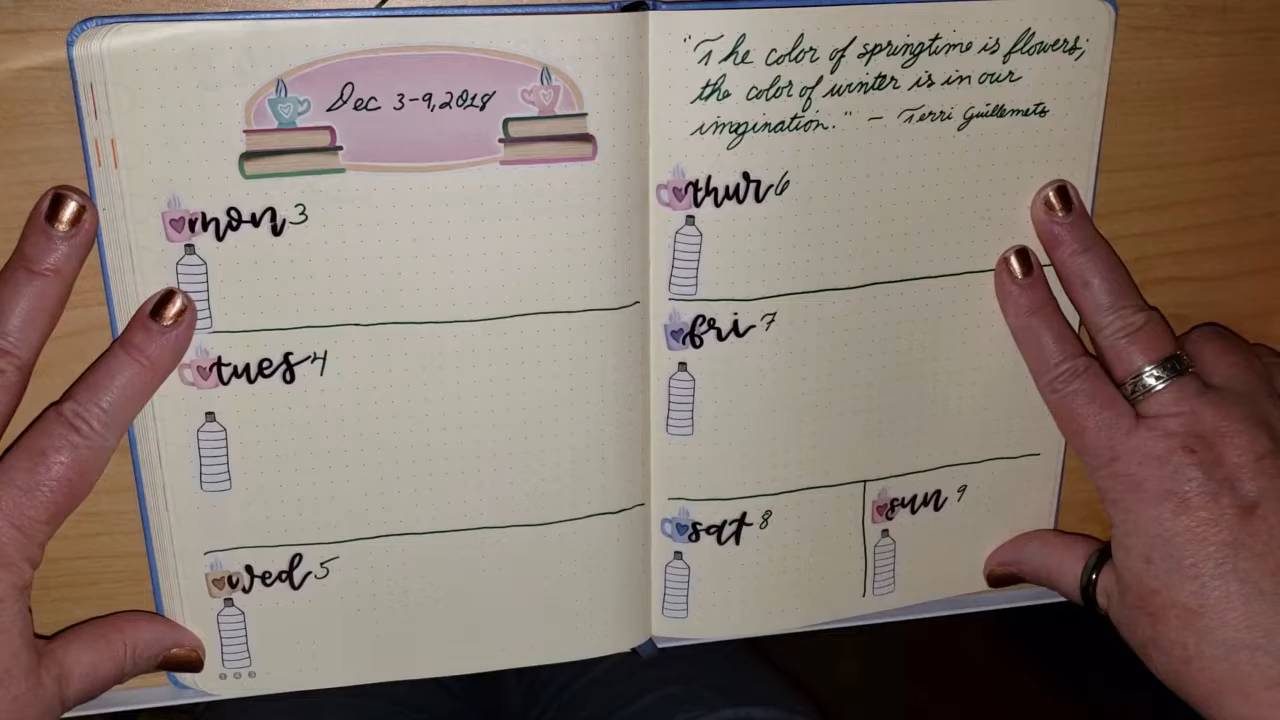 Dec 3-9, 2018
mon 3
tues 4
wed 5
"The color of springtime is flowers;
the color of winter is in our
imgination." - Terri Guillemets
thur 6
fri 7
sat 8
sun 9